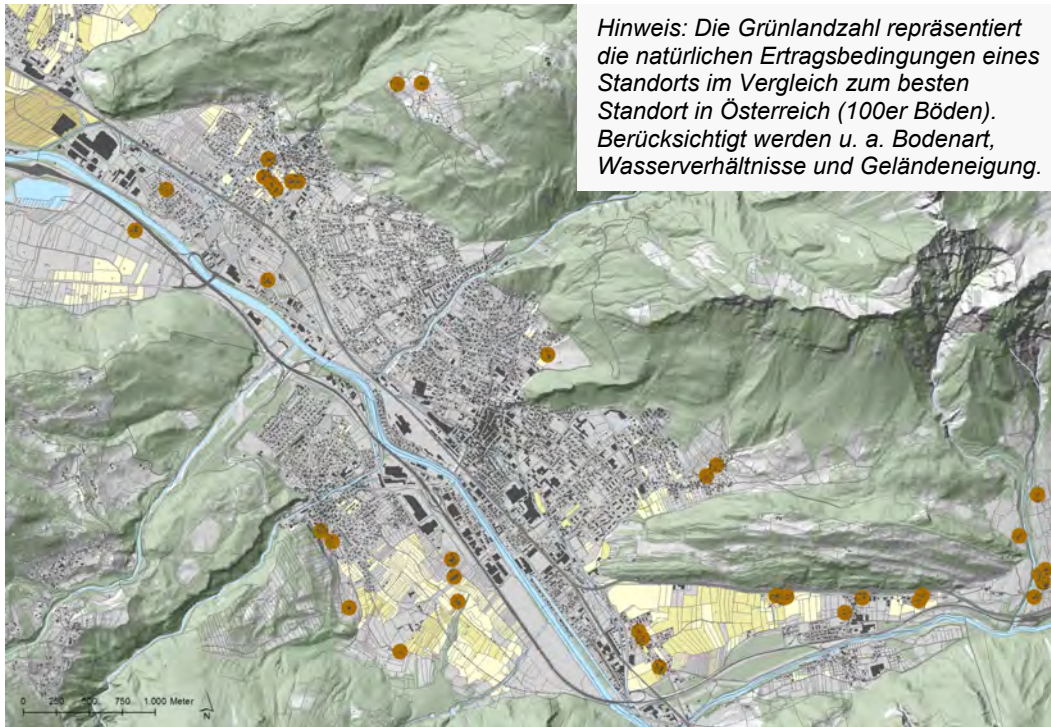 Hinweis: Die Grünlandzahl repräsentiert
die natürlichen Ertragsbedingungen eines
Standorts im Vergleich zum besten
Standort in Österreich (100er Böden).
Berücksichtigt werden u. a. Bodenart,
Wasserverhältnisse und Geländeneigung.
0 250 500 750 1.000 Meter
N